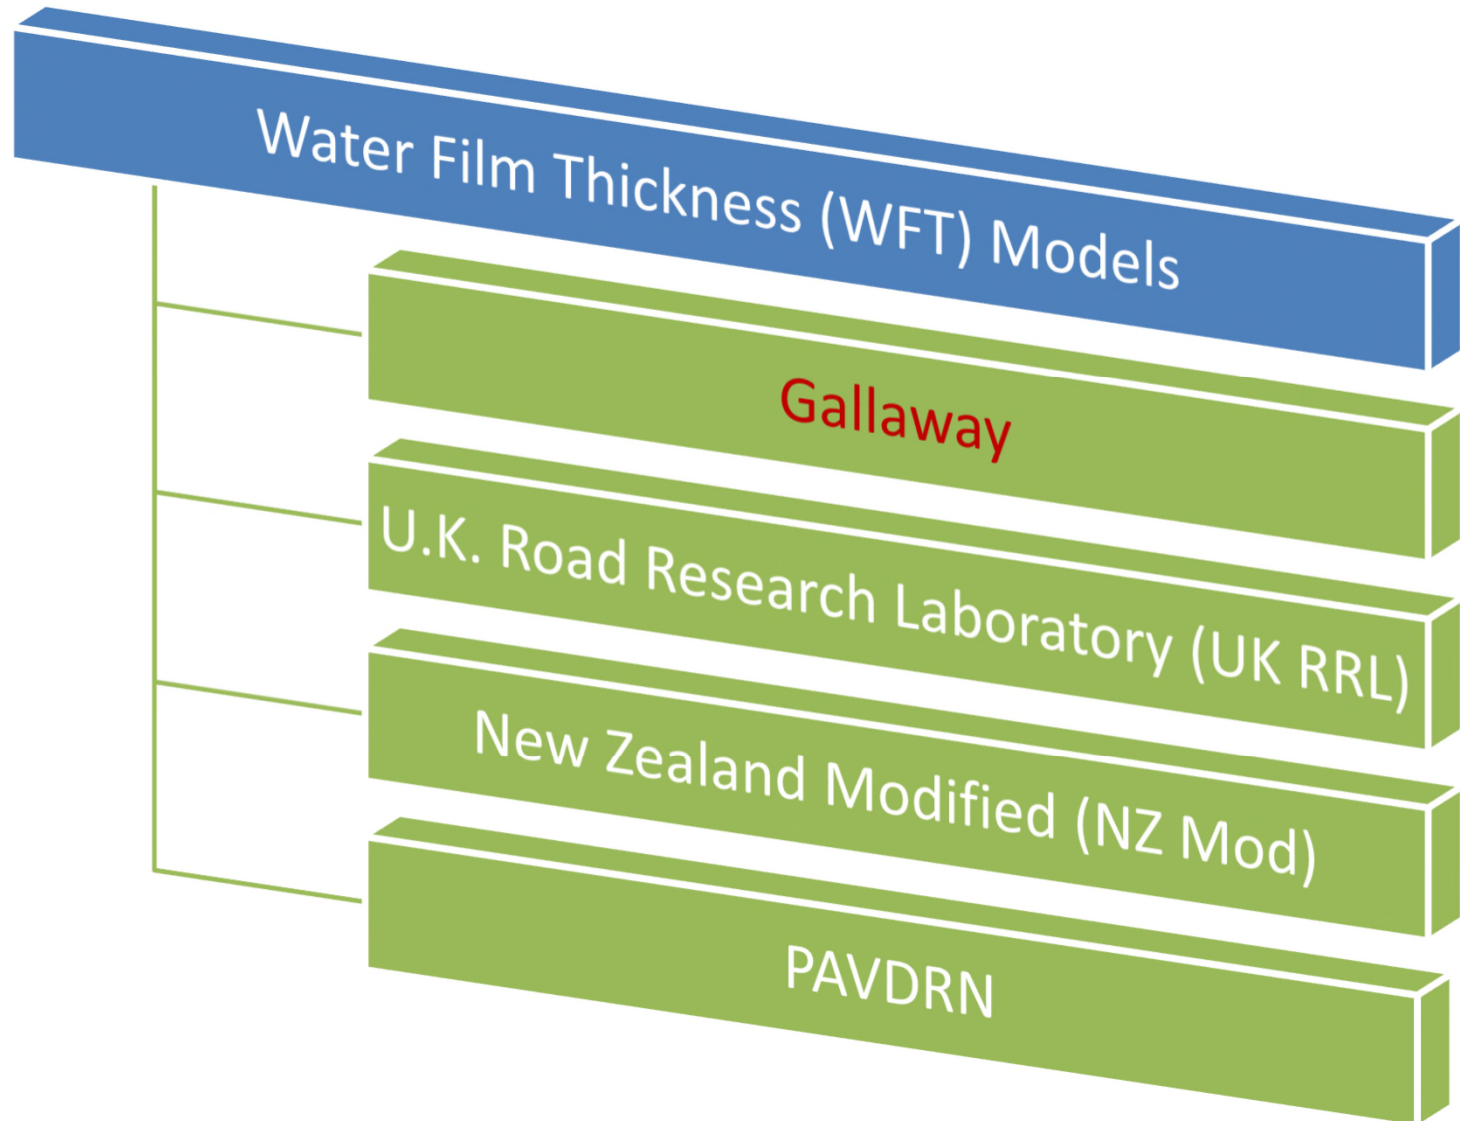 Water Film Thickness (WFT) Models
Gallaway
U.K. Road Research Laboratory (UK RRL)
New Zealand Modified (NZ Mod)
PAVDRN